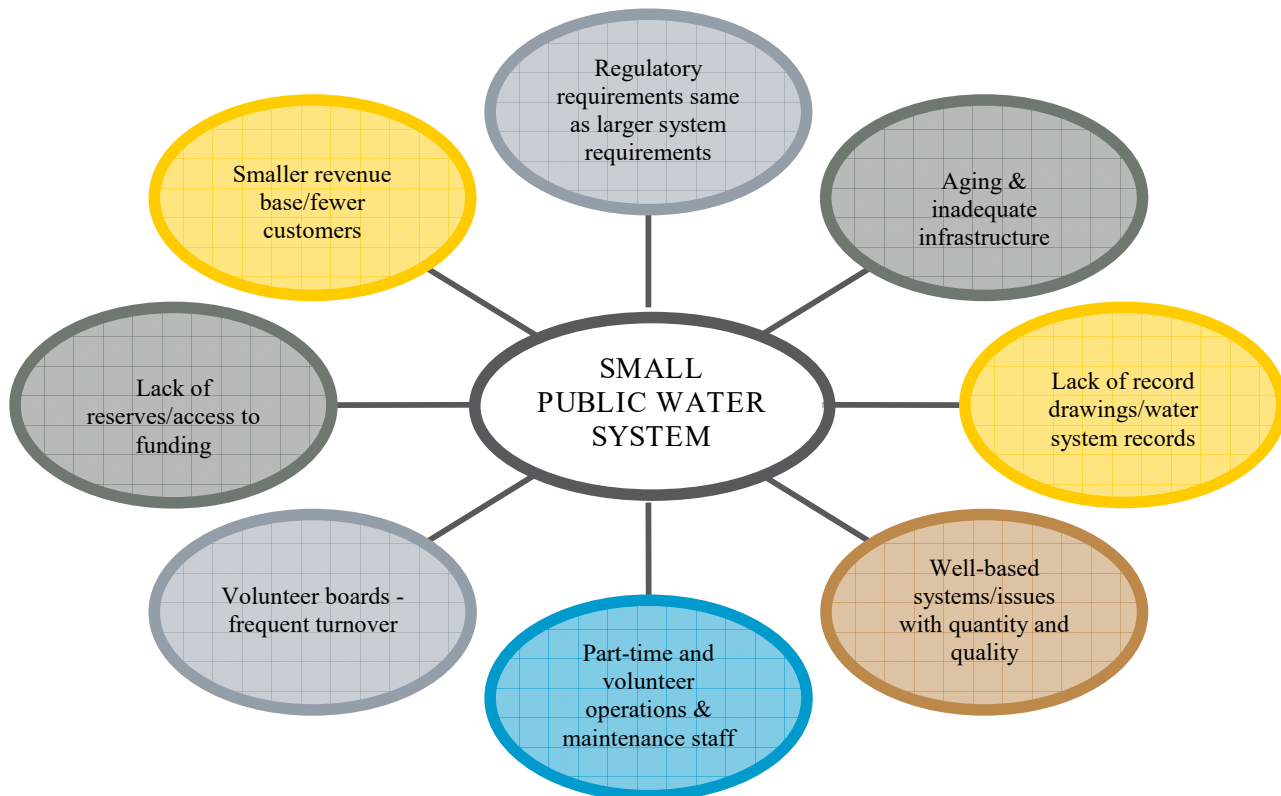 Regulatory
requirements same
as larger system
requirements
Aging &
inadequate
infrastructure
Lack of record
drawings/water
system records
Well-based
systems/issues
with quantity and
quality
Part-time and
volunteer
operations &
maintenance staff
Volunteer boards -
frequent turnover
Lack of
reserves/access to
funding
Smaller revenue
base/fewer
customers
SMALL
PUBLIC WATER
SYSTEM